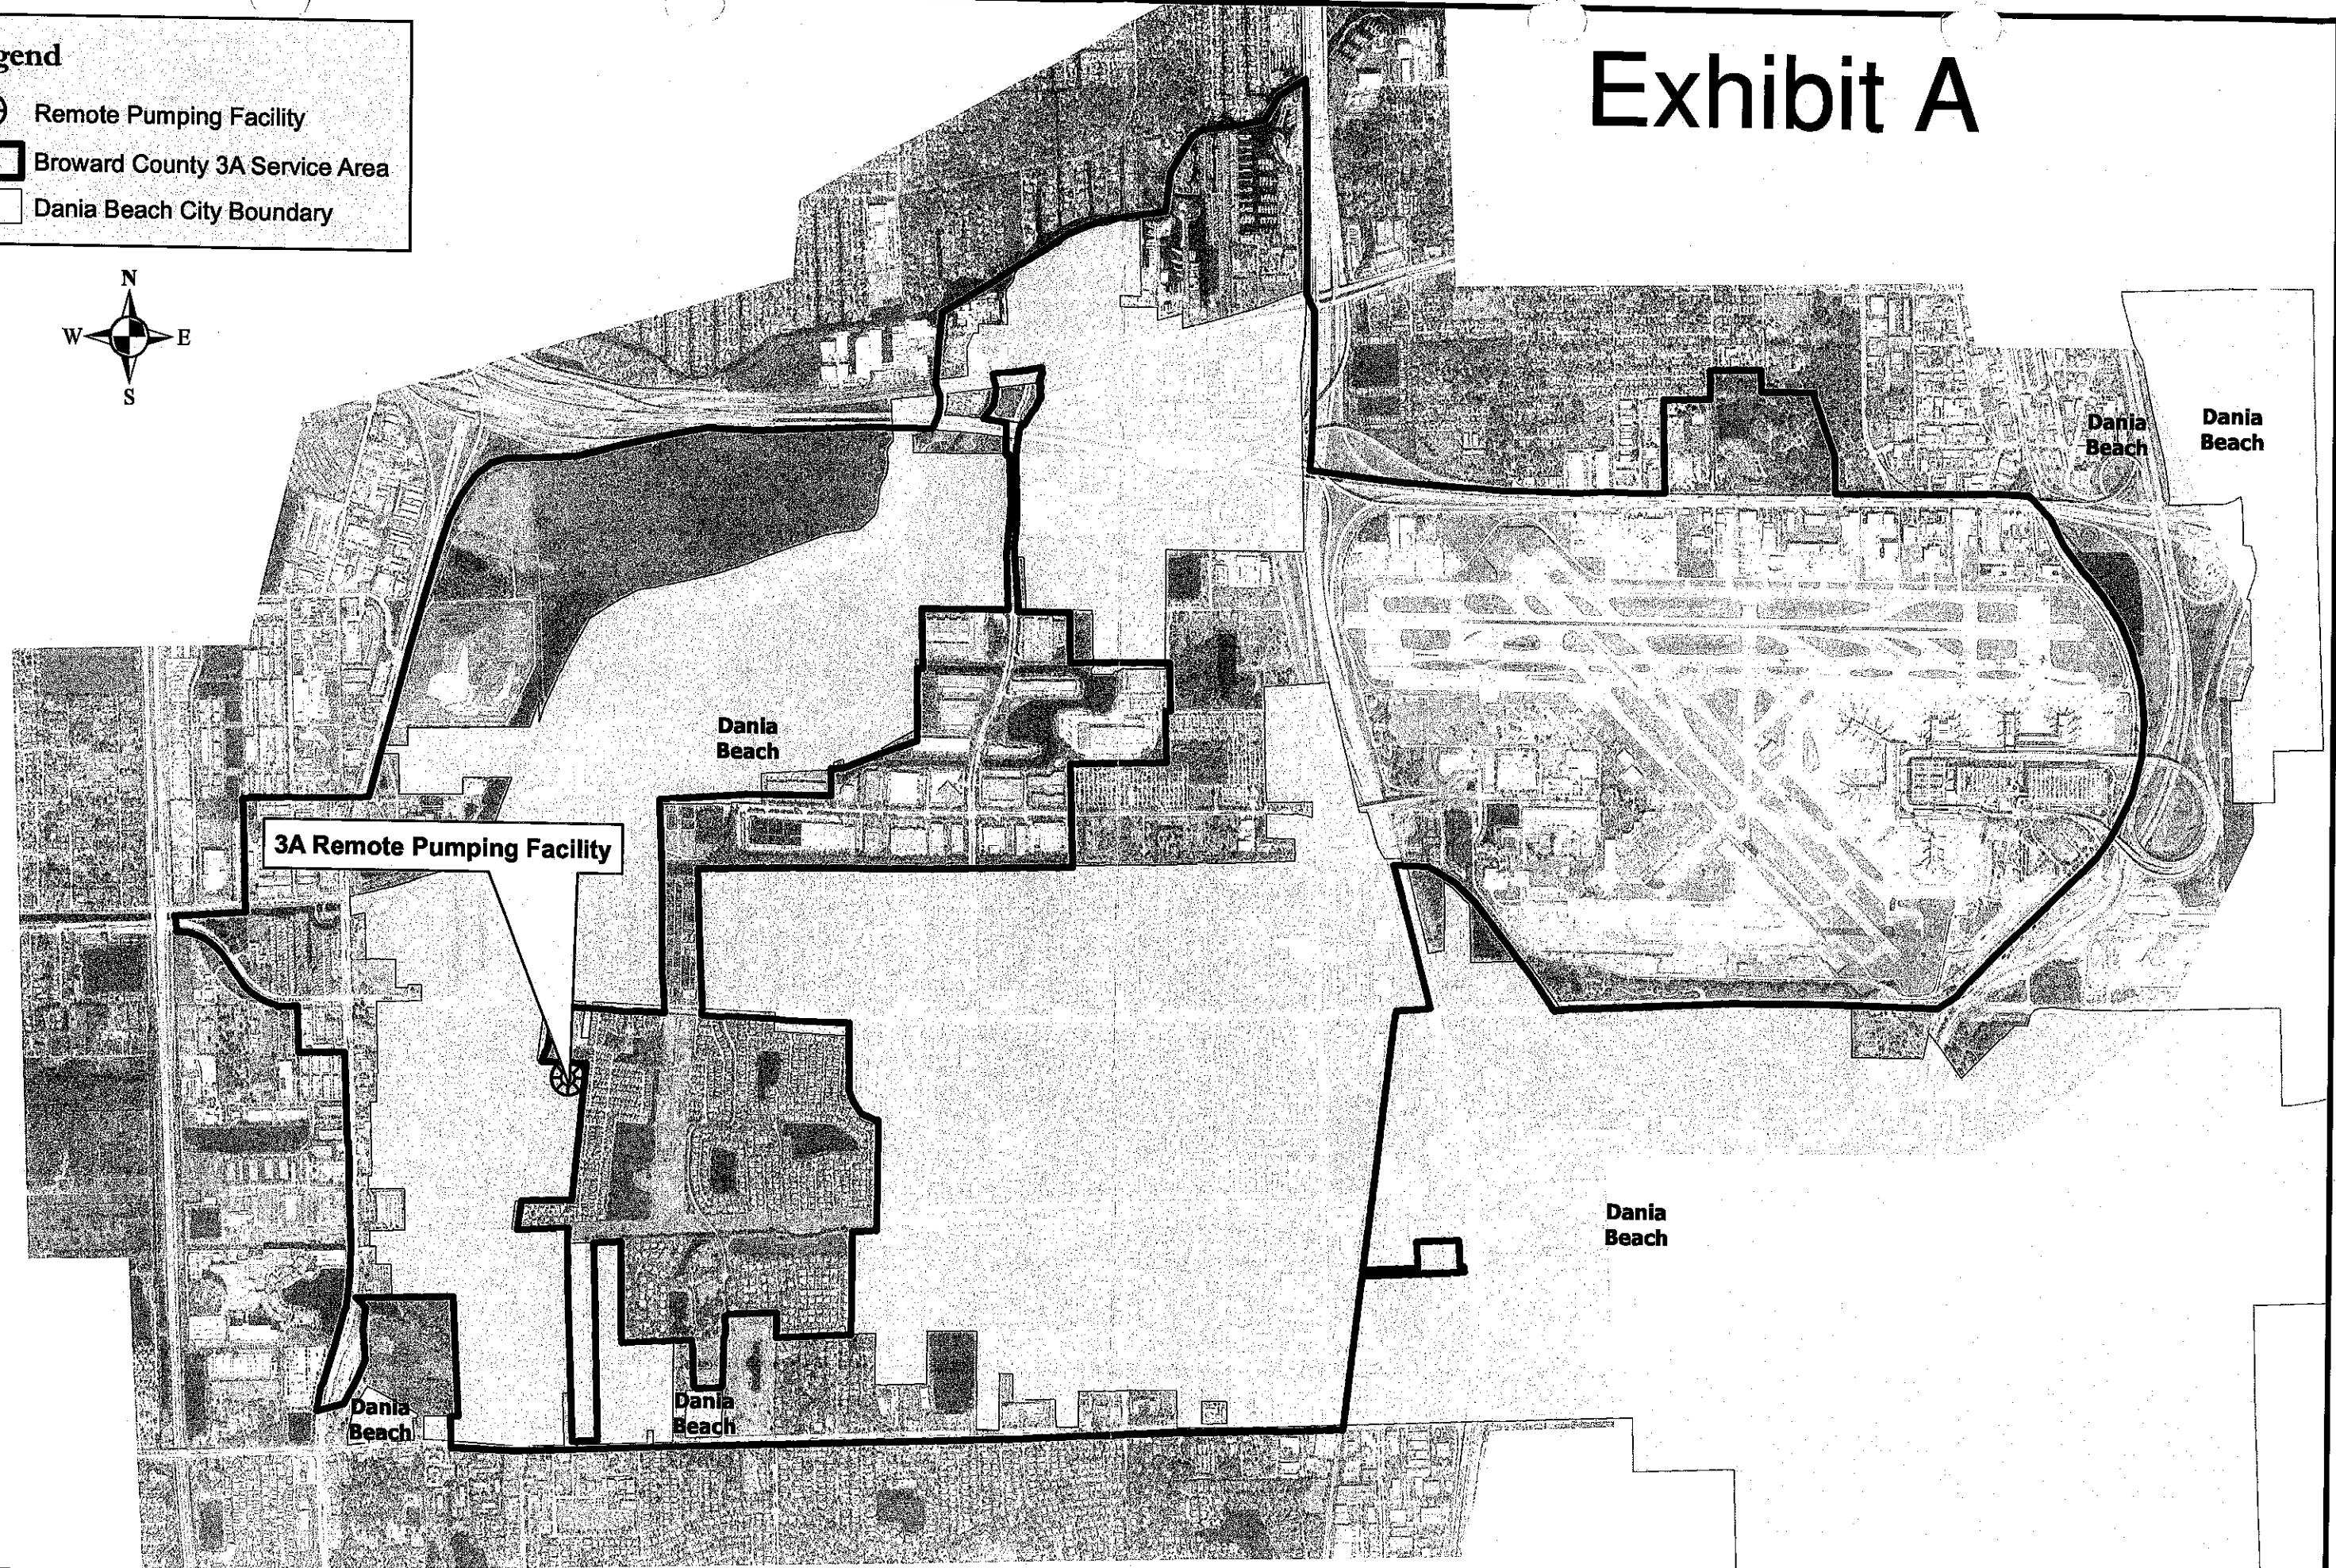 gend
Remote Pumping Facility
Broward County 3A Service Area
Dania Beach City Boundary
Exhibit A
N
W E
S
Dania
Beach
Dania
Beach
Dania
Beach
3A Remote Pumping Facility
Dania
Beach
Dania
Beach
Dania
Beach